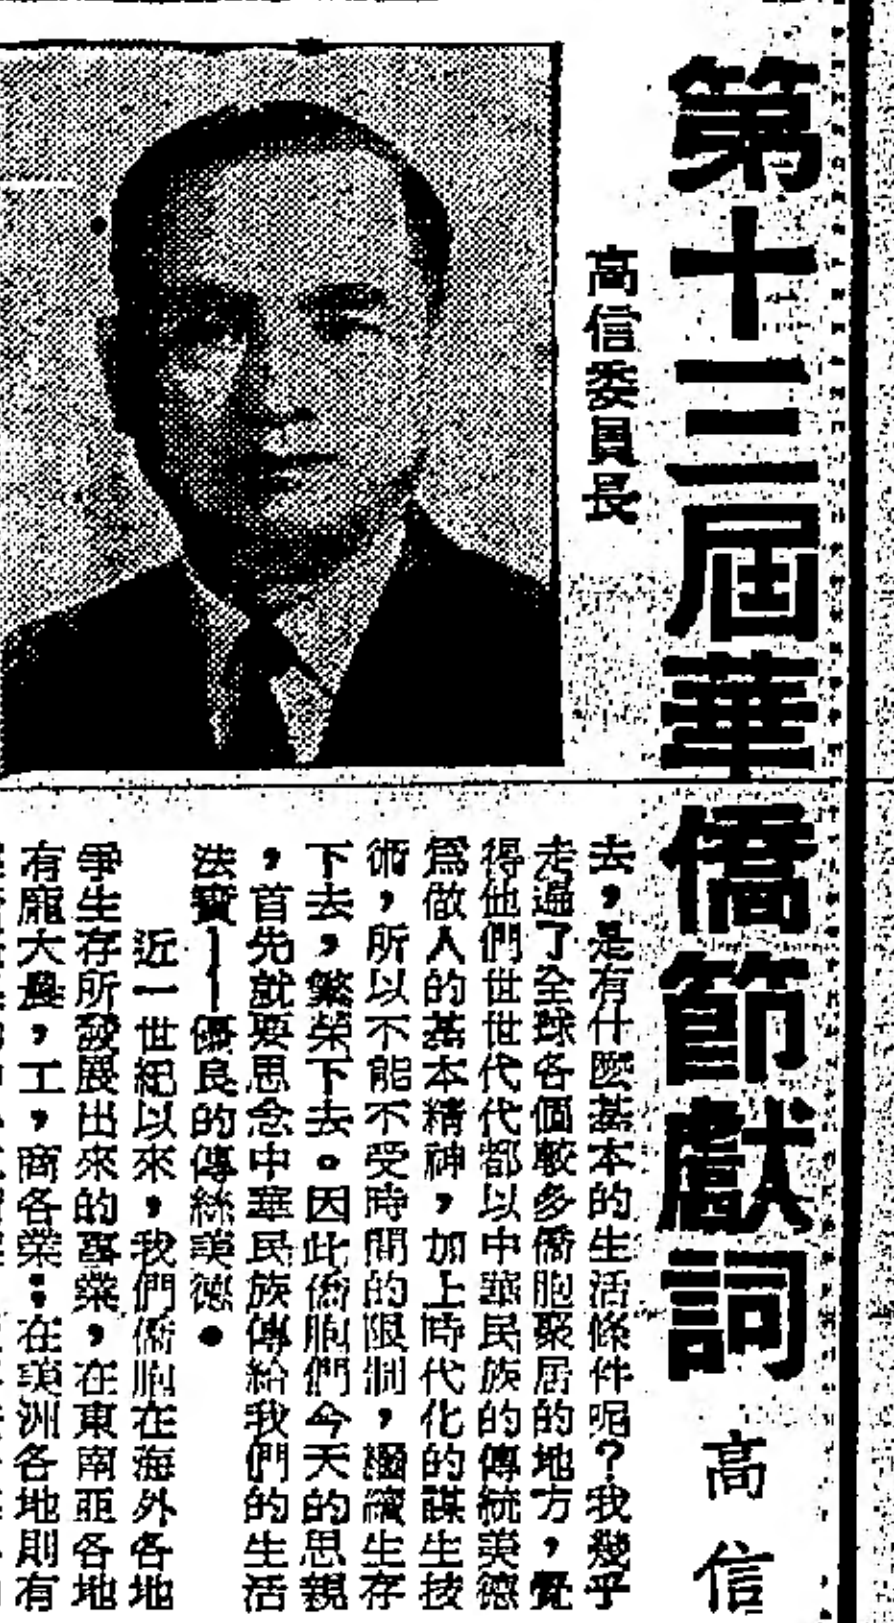 第十三屆華僑節獻詞
高信
高信委員長
去，是有什麼基本的生活條件呢？我幾乎
走遍了全球各個較多僑胞聚居的地方，覺
得他們世世代代都以中華民族的傳統美德
爲做人的基本精神，加上時代化的謀生技
術，所以不能不受時間的限制，繼續生存
下去，繁榮下去。因此僑胞們今天的思親
，首先就要思念中華民族傳給我們的生活
法寶——優良的傳統美德●
近一世紀以來，我們僑胞在海外各地
爭生存所發展出來的事業，在東南亞各地
有龐大農，工，商各業；在美洲各地則有